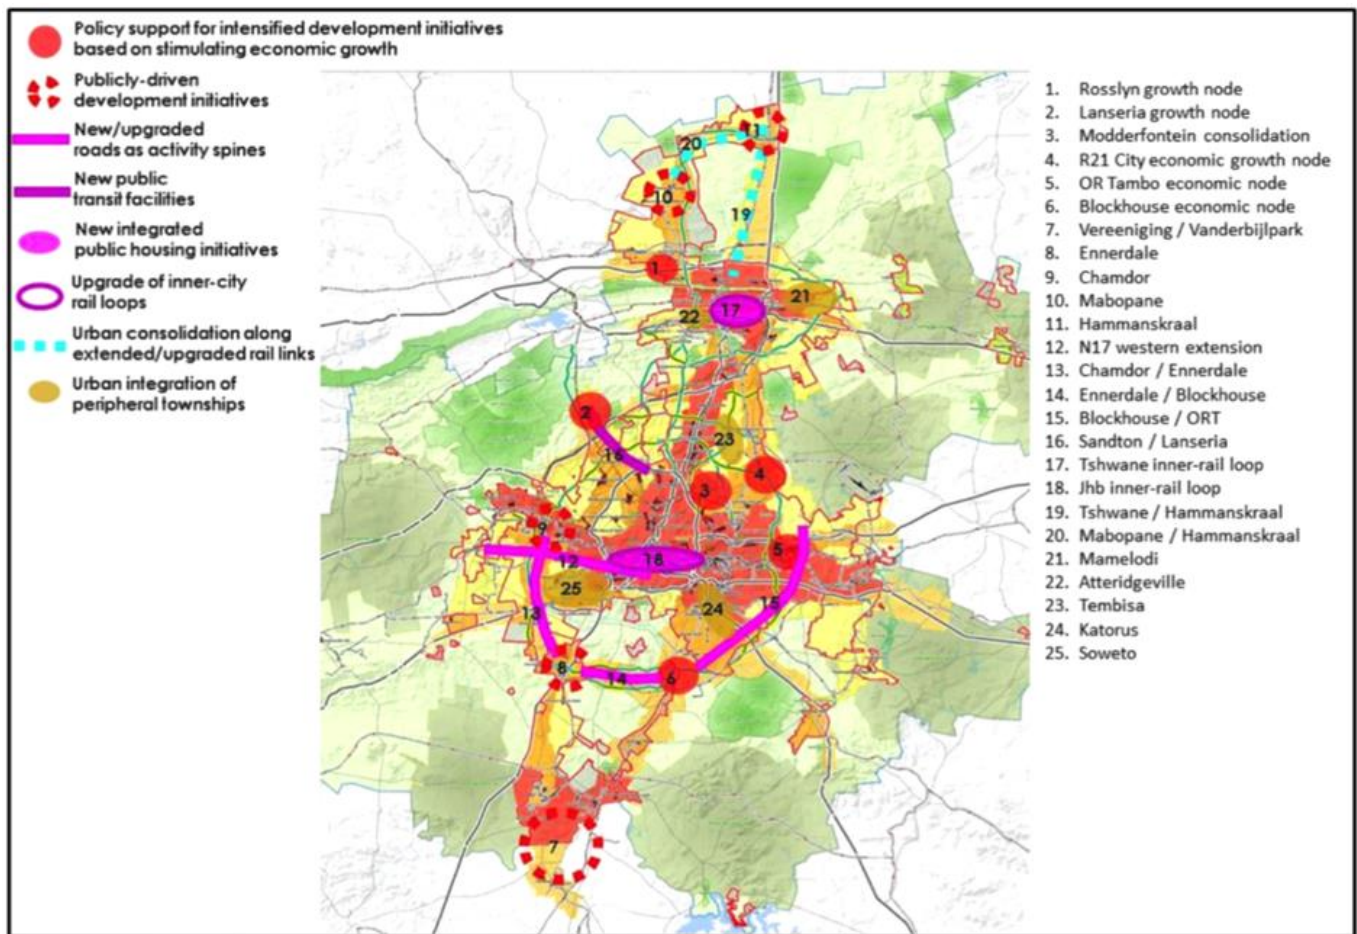 Policy support for intensified development initiatives
based on stimulating economic growth
Publicly-driven
development initiatives
New/upgraded
roads as activity spines
New public
transit facilities
New integrated
public housing initiatives
Upgrade of inner-city
rail loops
Urban consolidation along
extended/upgraded rail links
Urban integration of
peripheral townships
11
20
10
19
1
21
17
22
2
23
16
4
3
9
5
12
18
25
13
24
15
8
14
6
7
1. Rosslyn growth node
2. Lanseria growth node
3. Modderfontein consolidation
4. R21 City economic growth node
5. OR Tambo economic node
6. Blockhouse economic node
7. Vereeniging / Vanderbijlpark
8. Ennerdale
9. Chamdor
10. Mabopane
11. Hammanskraal
12. N17 western extension
13. Chamdor / Ennerdale
14. Ennerdale / Blockhouse
15. Blockhouse / ORT
16. Sandton / Lanseria
17. Tshwane inner-rail loop
18. Jhb inner-rail loop
19. Tshwane / Hammanskraal
20. Mabopane / Hammanskraal
21. Mamelodi
22. Atteridgeville
23. Tembisa
24. Katorus
25. Soweto